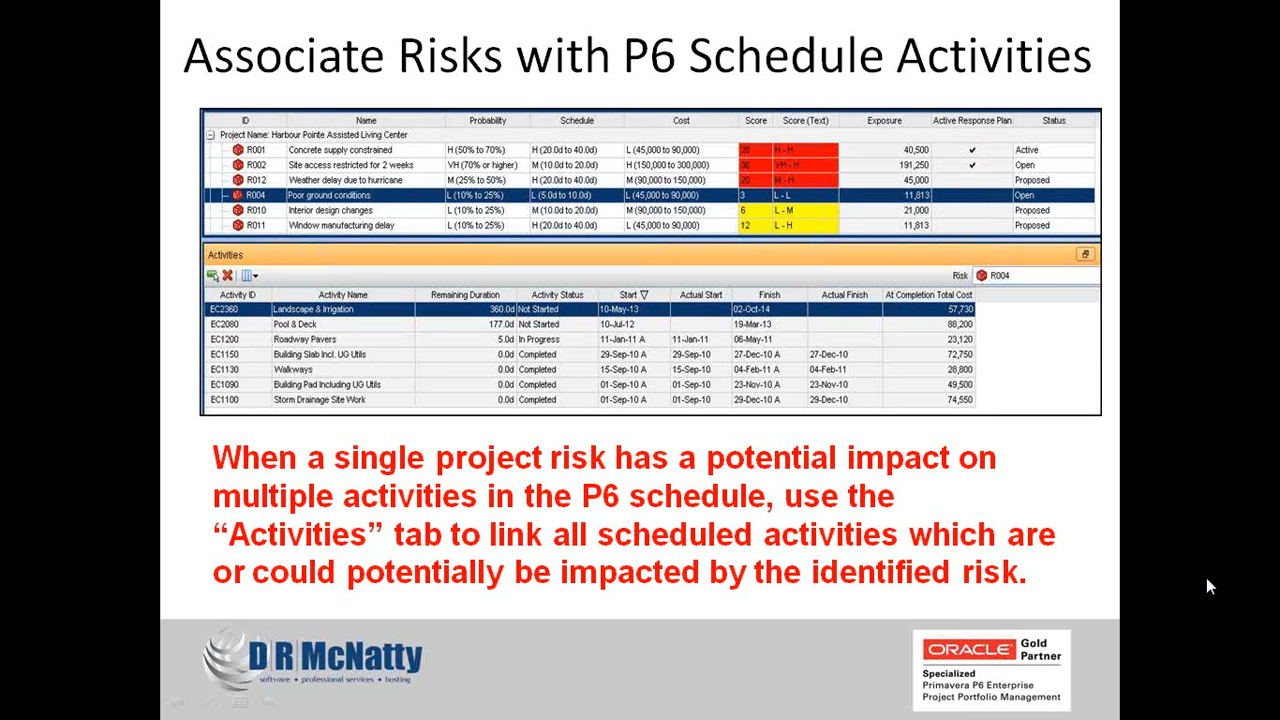 Associate Risks with P6 Schedule Activities
ID Name Probability Schedule Cost Score Score (Text) Exposure Active Response Plan Status
Project Name: Harbour Pointe Assisted Living Center
R001 Concrete supply constrained H (50% to 70%) H (20.0d to 40.0d) L (45,000 to 90,000) 28 H - H 40,500 ✓ Active
R002 Site access restricted for 2 weeks VH (70% or higher) M (10.0d to 20.0d) H (150,000 to 300,000) 36 VH - H 191,250 ✓ Open
R012 Weather delay due to hurricane M (25% to 50%) H (20.0d to 40.0d) M (90,000 to 150,000) 20 M - H 45,000 Proposed
R004 Poor ground conditions L (10% to 25%) L (5.0d to 10.0d) L (45,000 to 90,000) 3 L - L 11,813 Open
R010 Interior design changes L (10% to 25%) M (10.0d to 20.0d) M (90,000 to 150,000) 6 L - M 21,000 Proposed
R011 Window manufacturing delay L (10% to 25%) H (20.0d to 40.0d) L (45,000 to 90,000) 12 L - H 11,813 Proposed
Activities
Risk R004
Activity ID Activity Name Remaining Duration Activity Status Start Actual Start Finish Actual Finish At Completion Total Cost
EC2360 Landscape & Irrigation 360.0d Not Started 10-May-13 02-Oct-14 57,730
EC2080 Pool & Deck 177.0d Not Started 10-Jul-12 19-Mar-13 88,200
EC1200 Roadway Pavers 5.0d In Progress 11-Jan-11 A 11-Jan-11 06-May-11 23,120
EC1150 Building Slab Incl. UG Utils 0.0d Completed 29-Sep-10 A 29-Sep-10 27-Dec-10 A 27-Dec-10 72,750
EC1130 Walkways 0.0d Completed 15-Sep-10 A 15-Sep-10 04-Feb-11 A 04-Feb-11 28,800
EC1090 Building Pad Including UG Utils 0.0d Completed 01-Sep-10 A 01-Sep-10 23-Nov-10 A 23-Nov-10 49,500
EC1100 Storm Drainage Site Work 0.0d Completed 01-Sep-10 A 01-Sep-10 29-Dec-10 A 29-Dec-10 74,550
When a single project risk has a potential impact on
multiple activities in the P6 schedule, use the
“Activities” tab to link all scheduled activities which are
or could potentially be impacted by the identified risk.
D R McNatty
software • professional services • hosting
ORACLE Gold
Partner
Specialized
Primavera P6 Enterprise
Project Portfolio Management